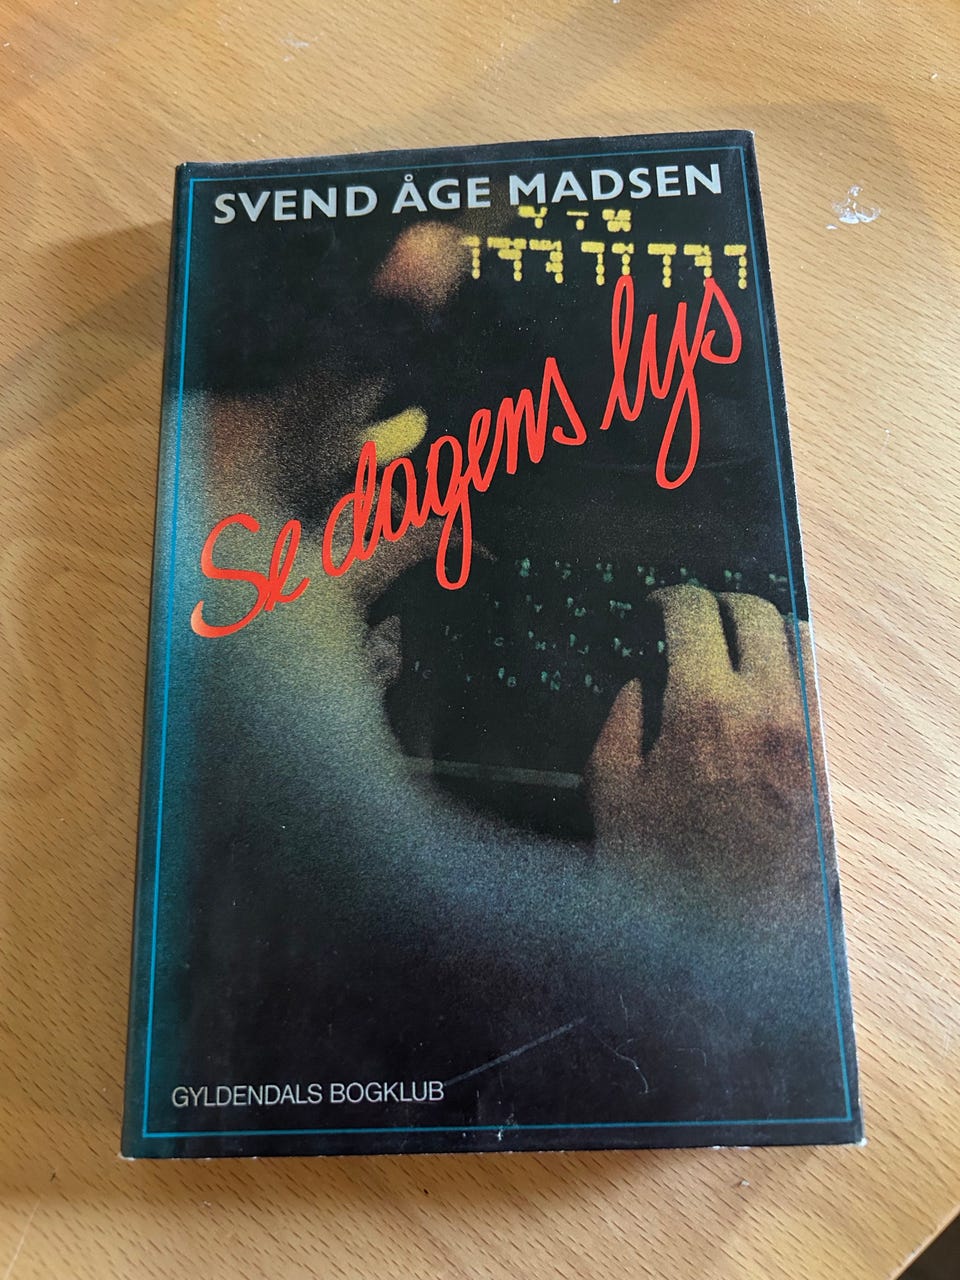 SVEND ÅGE MADSEN
Se dagens lys
GYLDENDALS BOGKLUB